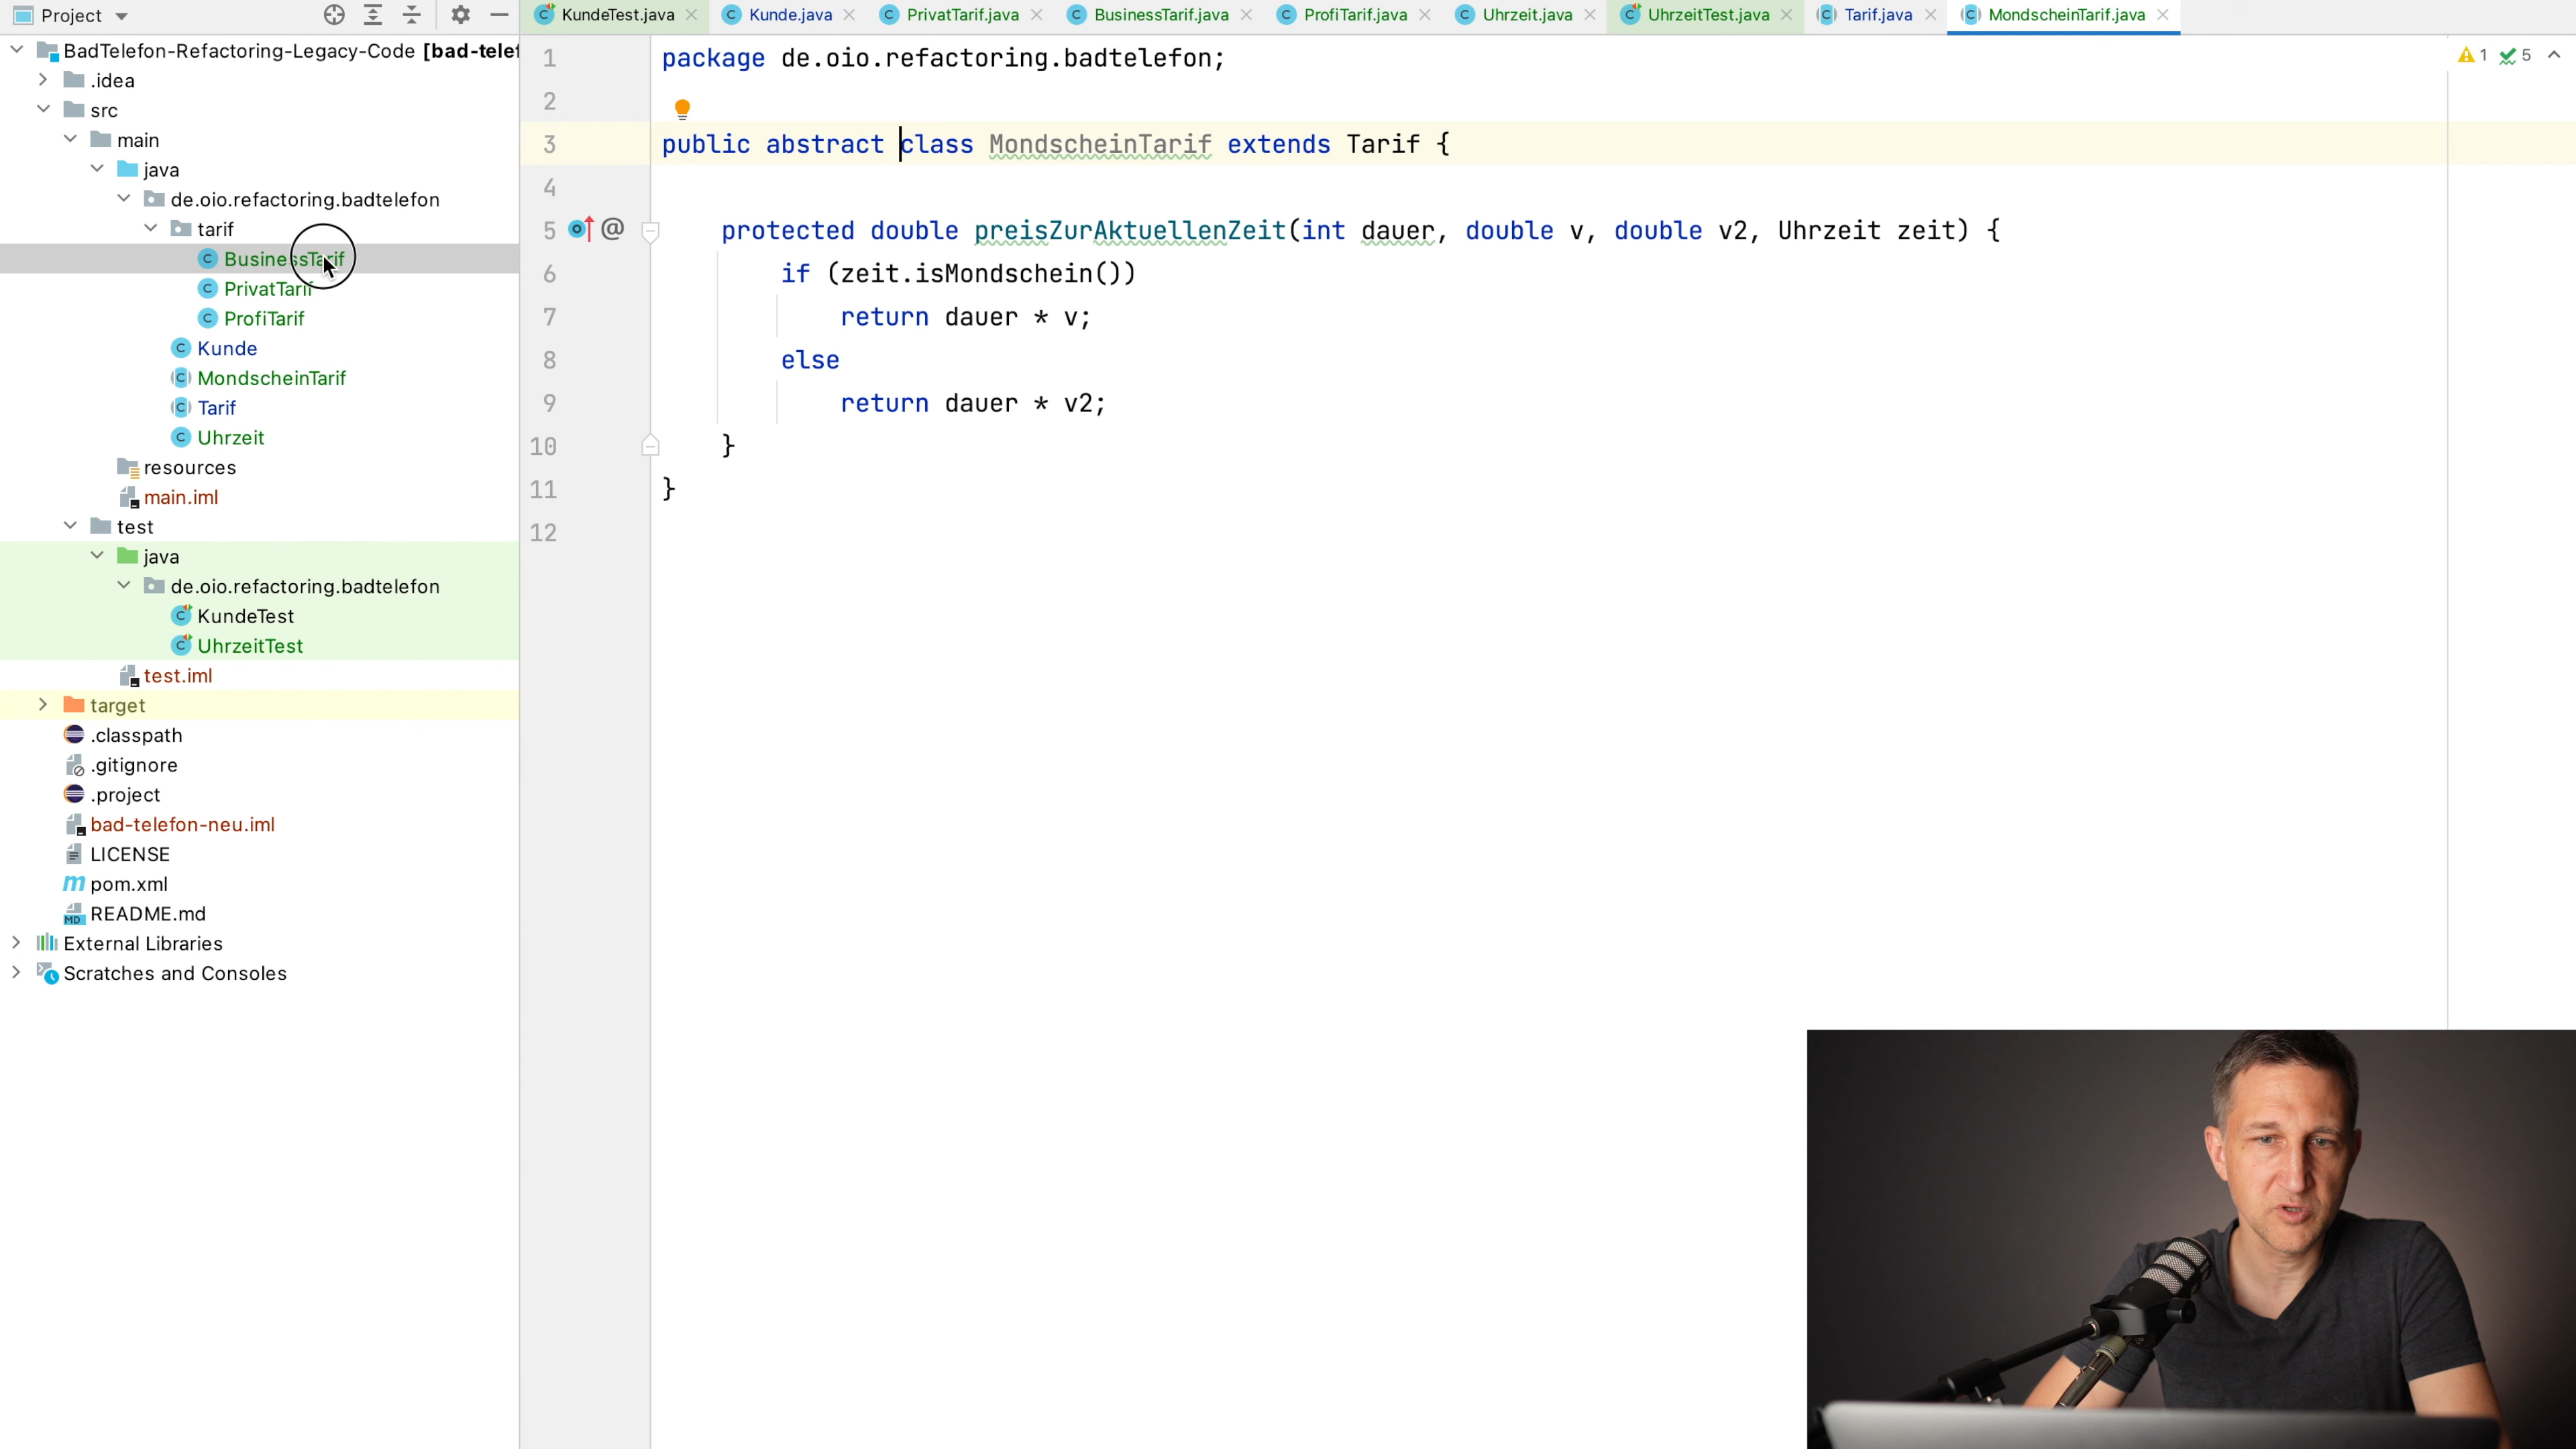 Project
KundeTest.java
Kunde.java
PrivatTarif.java
BusinessTarif.java
ProfiTarif.java
Uhrzeit.java
UhrzeitTest.java
Tarif.java
MondscheinTarif.java
BadTelefon-Refactoring-Legacy-Code [bad-telef
.idea
src
main
java
de.oio.refactoring.badtelefon
tarif
BusinessTarif
PrivatTarif
ProfiTarif
Kunde
MondscheinTarif
Tarif
Uhrzeit
resources
main.iml
test
java
de.oio.refactoring.badtelefon
KundeTest
UhrzeitTest
test.iml
target
.classpath
.gitignore
.project
bad-telefon-neu.iml
LICENSE
pom.xml
README.md
External Libraries
Scratches and Consoles
1 package de.oio.refactoring.badtelefon;
2
3 public abstract class MondscheinTarif extends Tarif {
4
5 @ protected double preisZurAktuellenZeit(int dauer, double v, double v2, Uhrzeit zeit) {
6 if (zeit.isMondschein())
7 return dauer * v;
8 else
9 return dauer * v2;
10 }
11 }
12
1 5